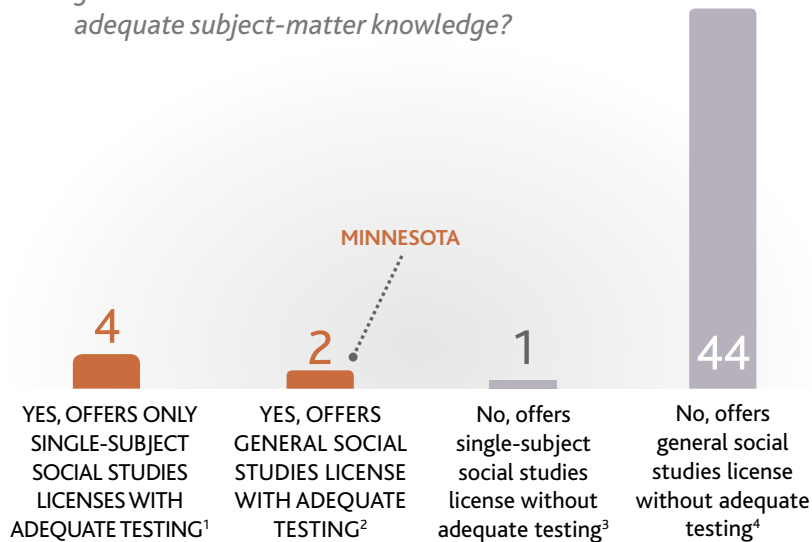 adequate subject-matter knowledge?
MINNESOTA
4
2
1
44
YES, OFFERS ONLY
SINGLE-SUBJECT
SOCIAL STUDIES
LICENSES WITH
ADEQUATE TESTING¹
YES, OFFERS
GENERAL SOCIAL
STUDIES LICENSE
WITH ADEQUATE
TESTING²
No, offers
single-subject
social studies
license without
adequate testing³
No, offers
general social
studies license
without adequate
testing⁴